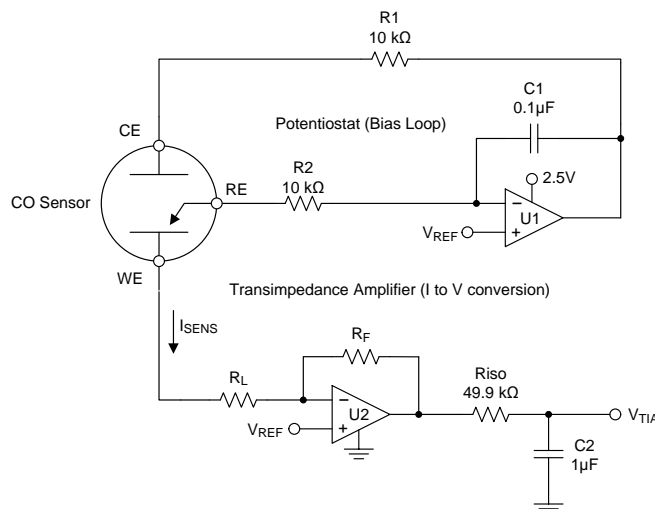 R1
10 kΩ
C1
0.1µF
CE
Potentiostat (Bias Loop)
R2
10 kΩ
2.5V
CO Sensor
RE
−
U1
VREF
+
WE
Transimpedance Amplifier (I to V conversion)
ISENS
RF
RL
Riso
49.9 kΩ
−
U2
VREF
+
VTIA
C2
1µF